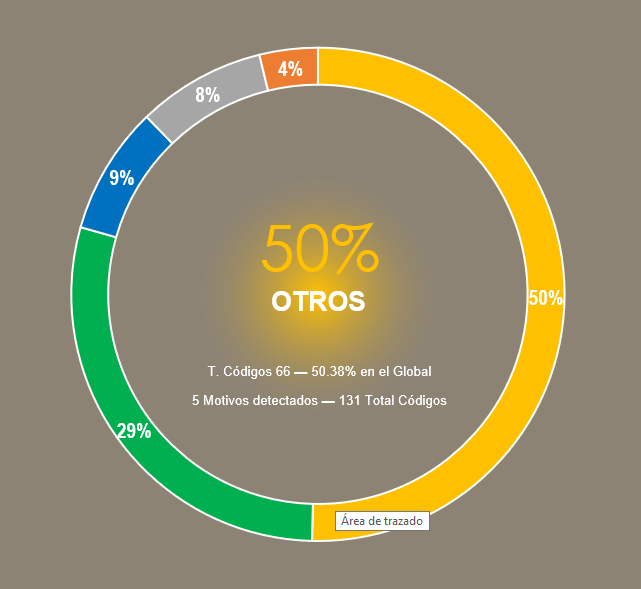 4%
8%
9%
50%
OTROS
50%
T. Códigos 66 — 50.38% en el Global
5 Motivos detectados — 131 Total Códigos
29%
Área de trazado